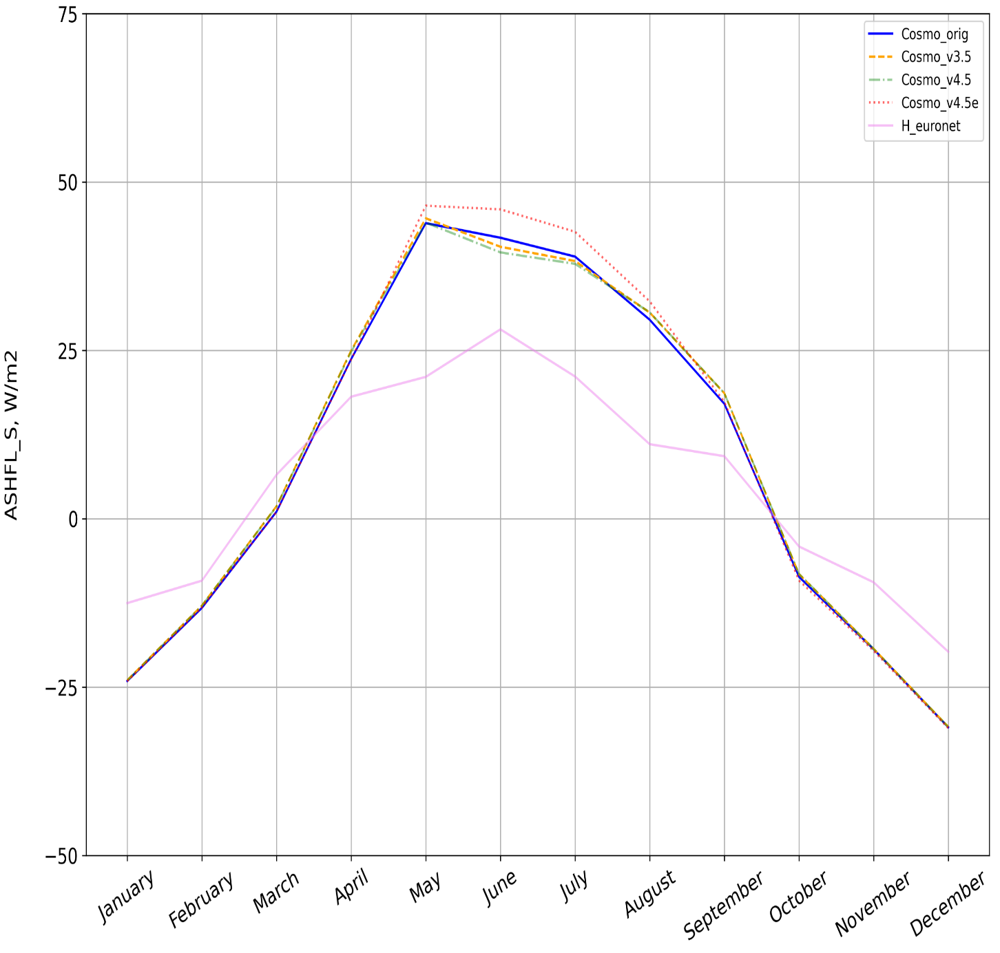 75
50
25
0
−25
−50
ASHFL_S, W/m2
Cosmo_orig
Cosmo_v3.5
Cosmo_v4.5
Cosmo_v4.5e
H_euronet
January
February
March
April
May
June
July
August
September
October
November
December